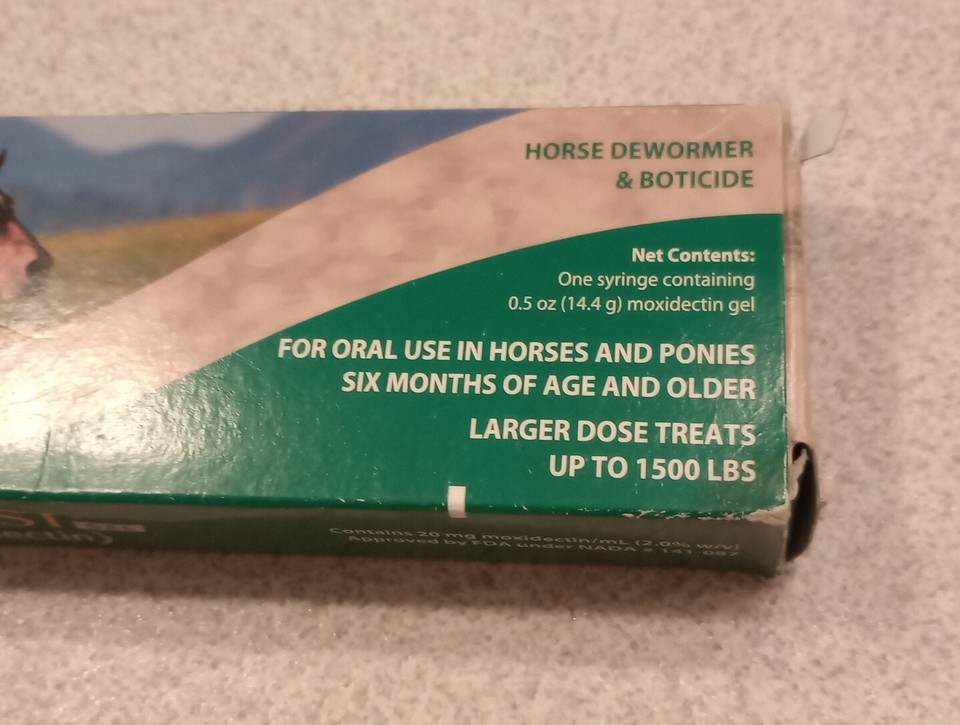 HORSE DEWORMER
& BOTICIDE
Net Contents:
One syringe containing
0.5 oz (14.4 g) moxidectin gel
FOR ORAL USE IN HORSES AND PONIES
SIX MONTHS OF AGE AND OLDER
LARGER DOSE TREATS
UP TO 1500 LBS
Contains 20 mg moxidectin/mL (2.0% w/v)
Approved by FDA under NADA # 141-087
ectin)